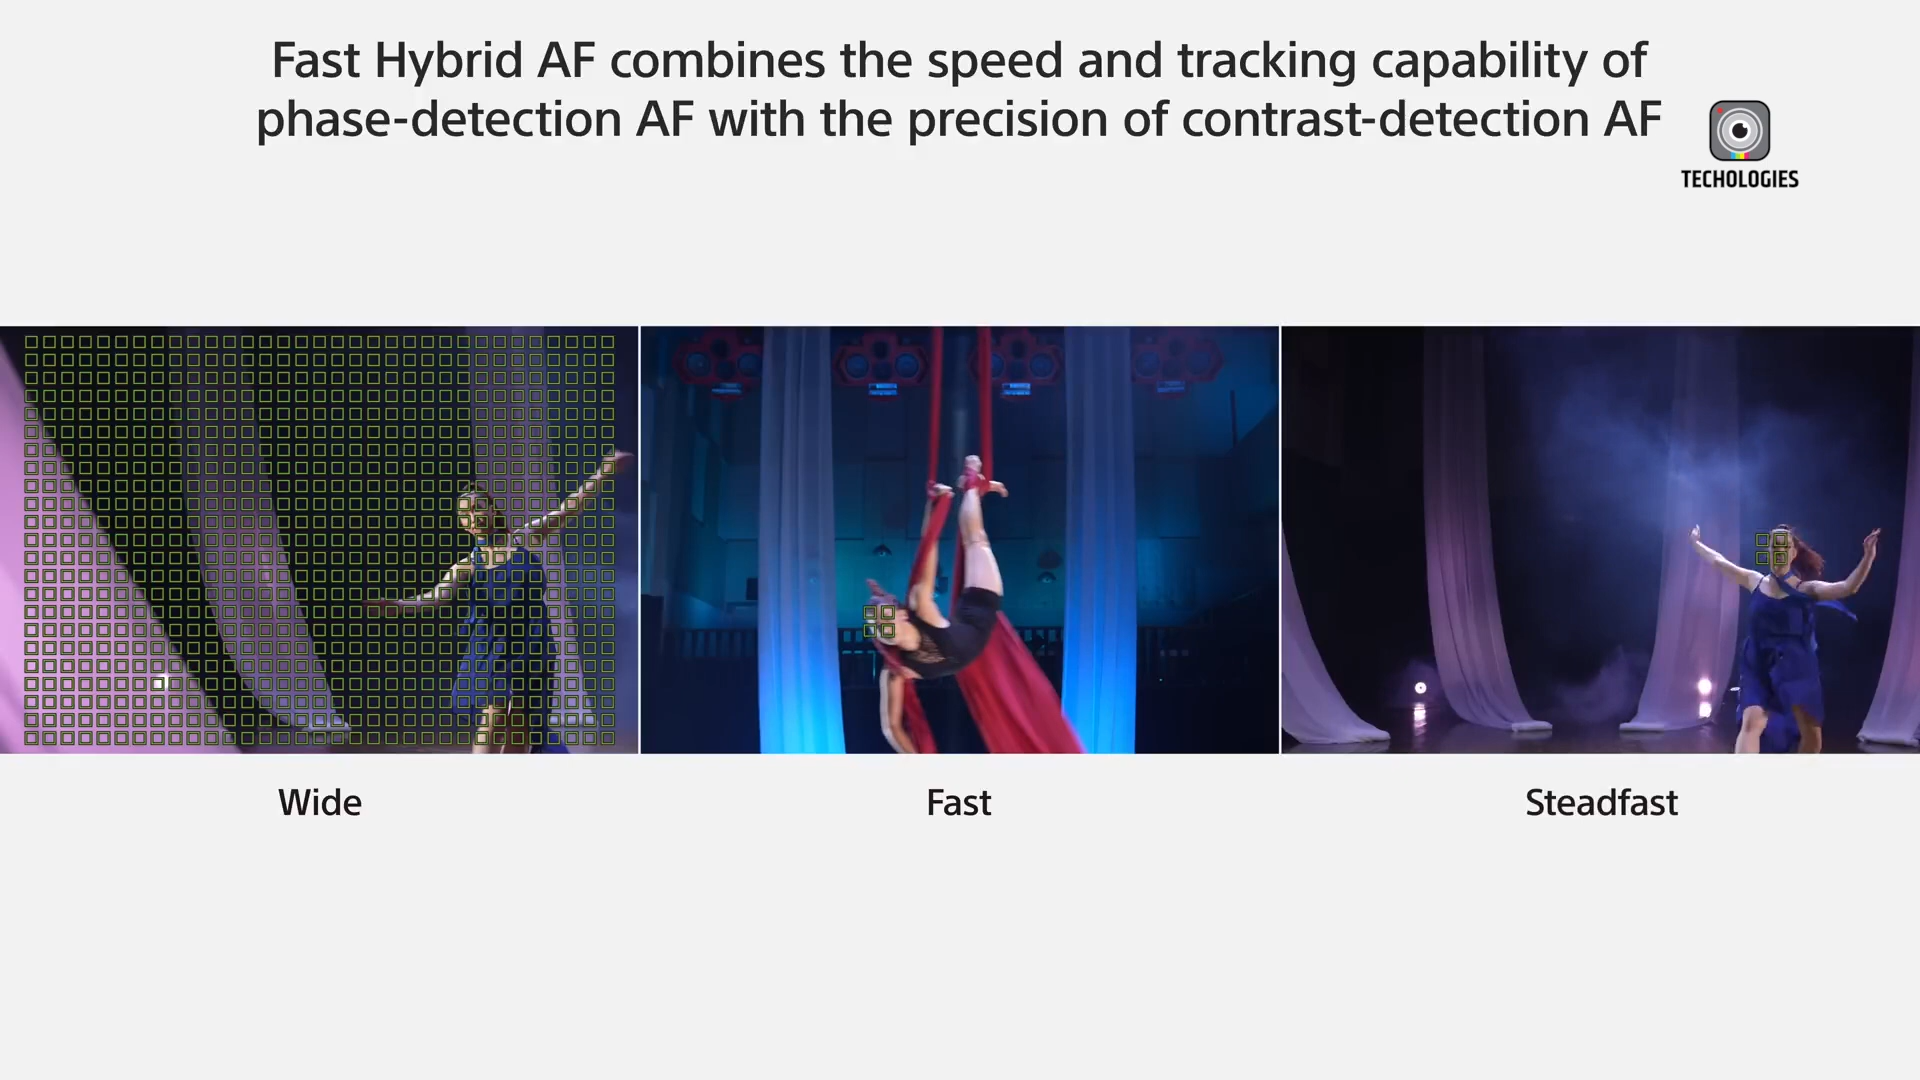 Fast Hybrid AF combines the speed and tracking capability of
phase-detection AF with the precision of contrast-detection AF
TECHOLOGIES
Wide
Fast
Steadfast